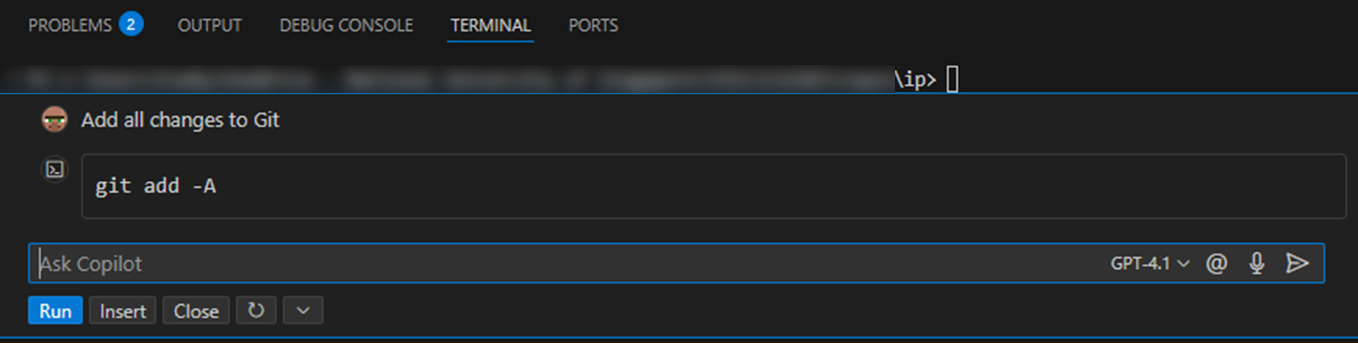 PROBLEMS 2 OUTPUT DEBUG CONSOLE TERMINAL PORTS
\ip>
Add all changes to Git
git add -A
Ask Copilot GPT-4.1 @
Run Insert Close